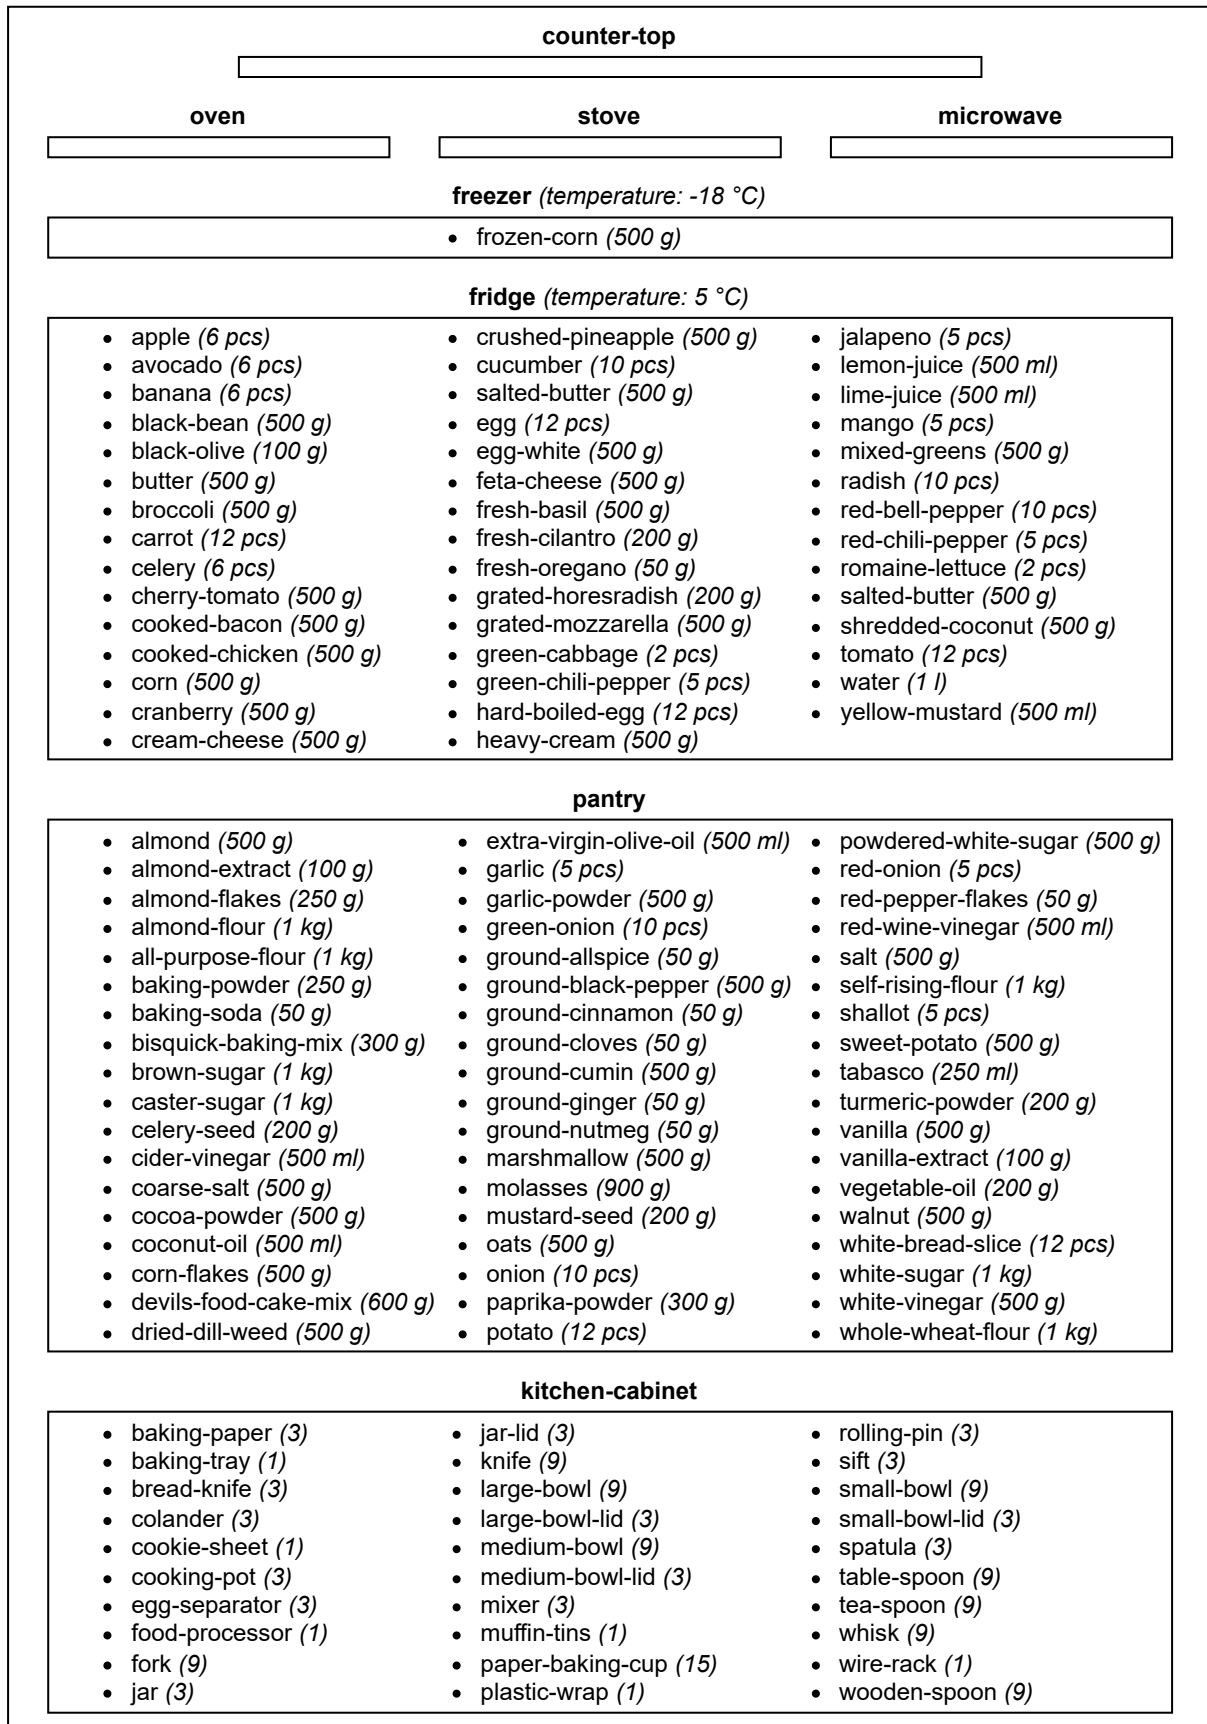 counter-top
oven
stove
microwave
freezer (temperature: -18 °C)
• frozen-corn (500 g)
fridge (temperature: 5 °C)
• apple (6 pcs)
• avocado (6 pcs)
• banana (6 pcs)
• black-bean (500 g)
• black-olive (100 g)
• butter (500 g)
• broccoli (500 g)
• carrot (12 pcs)
• celery (6 pcs)
• cherry-tomato (500 g)
• cooked-bacon (500 g)
• cooked-chicken (500 g)
• corn (500 g)
• cranberry (500 g)
• cream-cheese (500 g)
• crushed-pineapple (500 g)
• cucumber (10 pcs)
• salted-butter (500 g)
• egg (12 pcs)
• egg-white (500 g)
• feta-cheese (500 g)
• fresh-basil (500 g)
• fresh-cilantro (200 g)
• fresh-oregano (50 g)
• grated-horesradish (200 g)
• grated-mozzarella (500 g)
• green-cabbage (2 pcs)
• green-chili-pepper (5 pcs)
• hard-boiled-egg (12 pcs)
• heavy-cream (500 g)
• jalapeno (5 pcs)
• lemon-juice (500 ml)
• lime-juice (500 ml)
• mango (5 pcs)
• mixed-greens (500 g)
• radish (10 pcs)
• red-bell-pepper (10 pcs)
• red-chili-pepper (5 pcs)
• romaine-lettuce (2 pcs)
• salted-butter (500 g)
• shredded-coconut (500 g)
• tomato (12 pcs)
• water (1 l)
• yellow-mustard (500 ml)
pantry
• almond (500 g)
• almond-extract (100 g)
• almond-flakes (250 g)
• almond-flour (1 kg)
• all-purpose-flour (1 kg)
• baking-powder (250 g)
• baking-soda (50 g)
• bisquick-baking-mix (300 g)
• brown-sugar (1 kg)
• caster-sugar (1 kg)
• celery-seed (200 g)
• cider-vinegar (500 ml)
• coarse-salt (500 g)
• cocoa-powder (500 g)
• coconut-oil (500 ml)
• corn-flakes (500 g)
• devils-food-cake-mix (600 g)
• dried-dill-weed (500 g)
• extra-virgin-olive-oil (500 ml)
• garlic (5 pcs)
• garlic-powder (500 g)
• green-onion (10 pcs)
• ground-allspice (50 g)
• ground-black-pepper (500 g)
• ground-cinnamon (50 g)
• ground-cloves (50 g)
• ground-cumin (500 g)
• ground-ginger (50 g)
• ground-nutmeg (50 g)
• marshmallow (500 g)
• molasses (900 g)
• mustard-seed (200 g)
• oats (500 g)
• onion (10 pcs)
• paprika-powder (300 g)
• potato (12 pcs)
• powdered-white-sugar (500 g)
• red-onion (5 pcs)
• red-pepper-flakes (50 g)
• red-wine-vinegar (500 ml)
• salt (500 g)
• self-rising-flour (1 kg)
• shallot (5 pcs)
• sweet-potato (500 g)
• tabasco (250 ml)
• turmeric-powder (200 g)
• vanilla (500 g)
• vanilla-extract (100 g)
• vegetable-oil (200 g)
• walnut (500 g)
• white-bread-slice (12 pcs)
• white-sugar (1 kg)
• white-vinegar (500 g)
• whole-wheat-flour (1 kg)
kitchen-cabinet
• baking-paper (3)
• baking-tray (1)
• bread-knife (3)
• colander (3)
• cookie-sheet (1)
• cooking-pot (3)
• egg-separator (3)
• food-processor (1)
• fork (9)
• jar (3)
• jar-lid (3)
• knife (9)
• large-bowl (9)
• large-bowl-lid (3)
• medium-bowl (9)
• medium-bowl-lid (3)
• mixer (3)
• muffin-tins (1)
• paper-baking-cup (15)
• plastic-wrap (1)
• rolling-pin (3)
• sift (3)
• small-bowl (9)
• small-bowl-lid (3)
• spatula (3)
• table-spoon (9)
• tea-spoon (9)
• whisk (9)
• wire-rack (1)
• wooden-spoon (9)